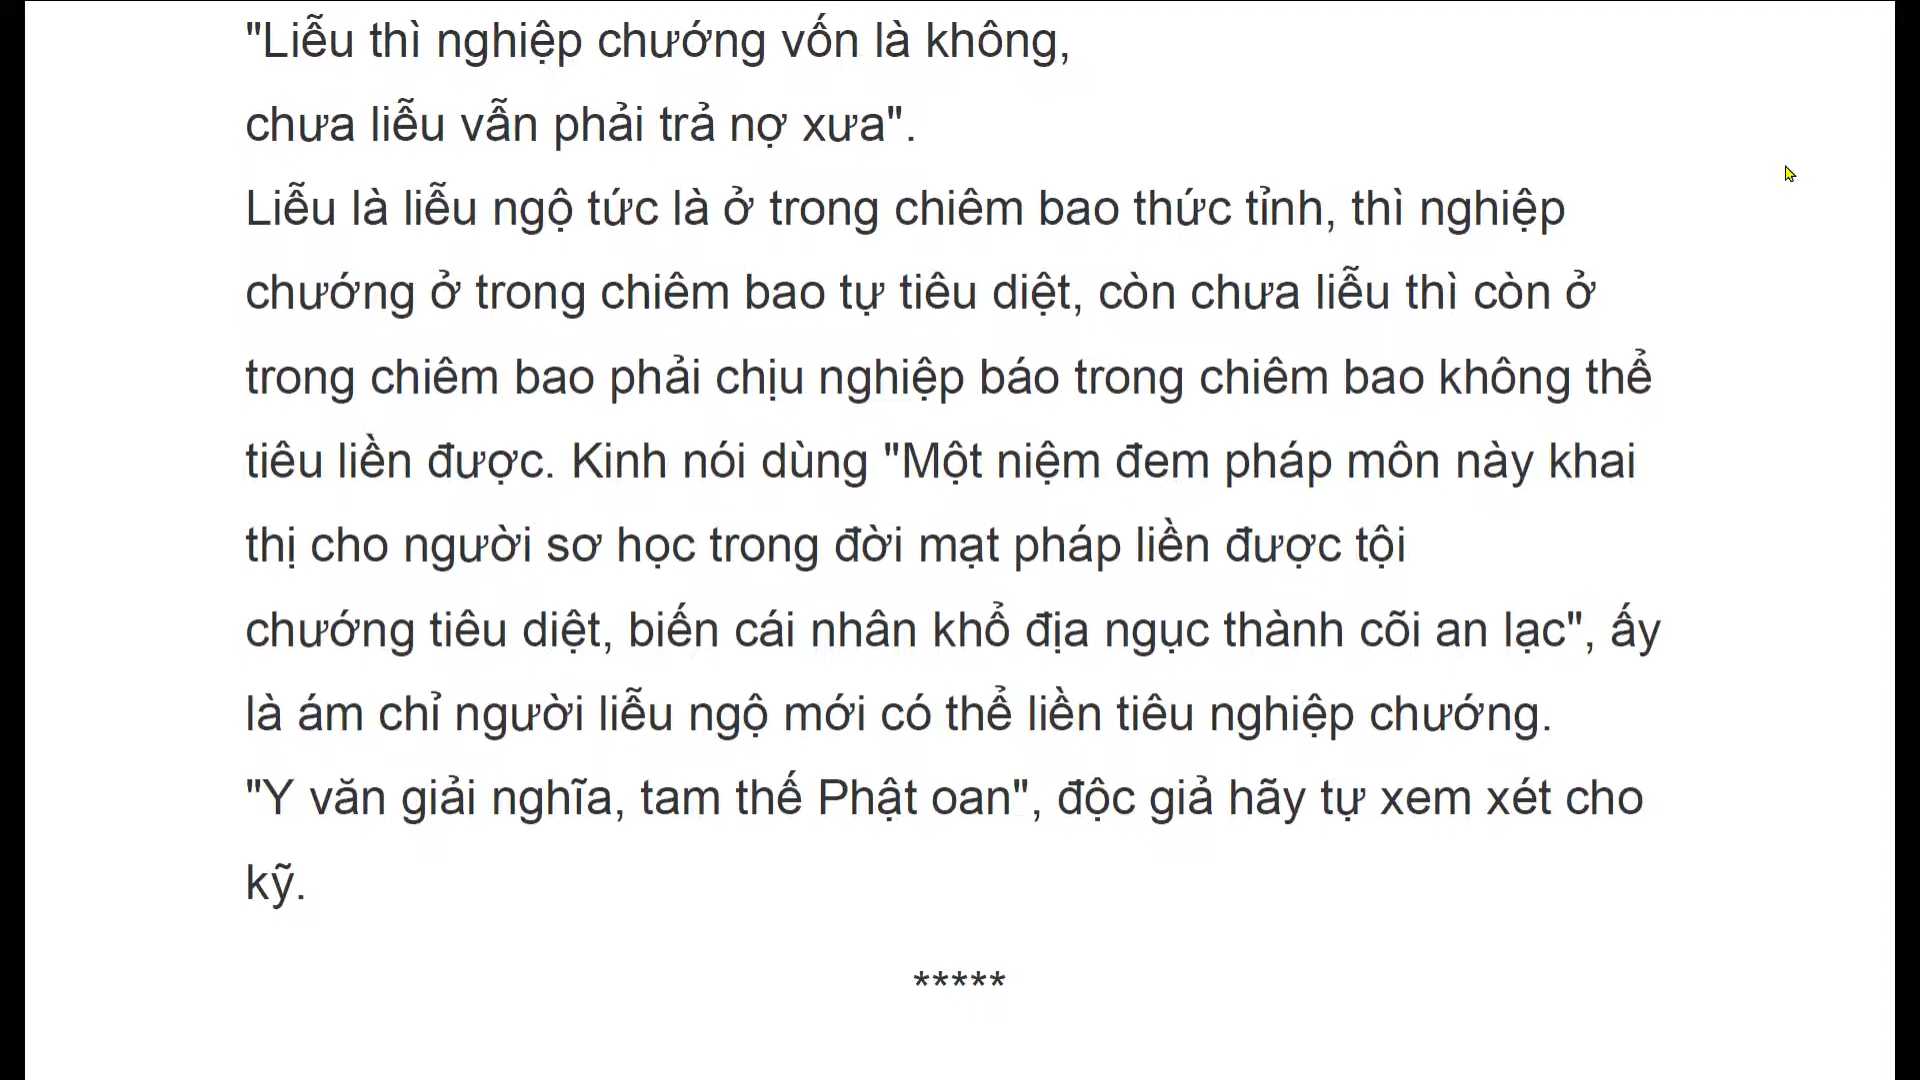 "Liễu thì nghiệp chướng vốn là không,
chưa liễu vẫn phải trả nợ xưa".
Liễu là liễu ngộ tức là ở trong chiêm bao thức tỉnh, thì nghiệp
chướng ở trong chiêm bao tự tiêu diệt, còn chưa liễu thì còn ở
trong chiêm bao phải chịu nghiệp báo trong chiêm bao không thể
tiêu liền được. Kinh nói dùng "Một niệm đem pháp môn này khai
thị cho người sơ học trong đời mạt pháp liền được tội
chướng tiêu diệt, biến cái nhân khổ địa ngục thành cõi an lạc", ấy
là ám chỉ người liễu ngộ mới có thể liền tiêu nghiệp chướng.
"Y văn giải nghĩa, tam thế Phật oan", độc giả hãy tự xem xét cho
kỹ.
*****